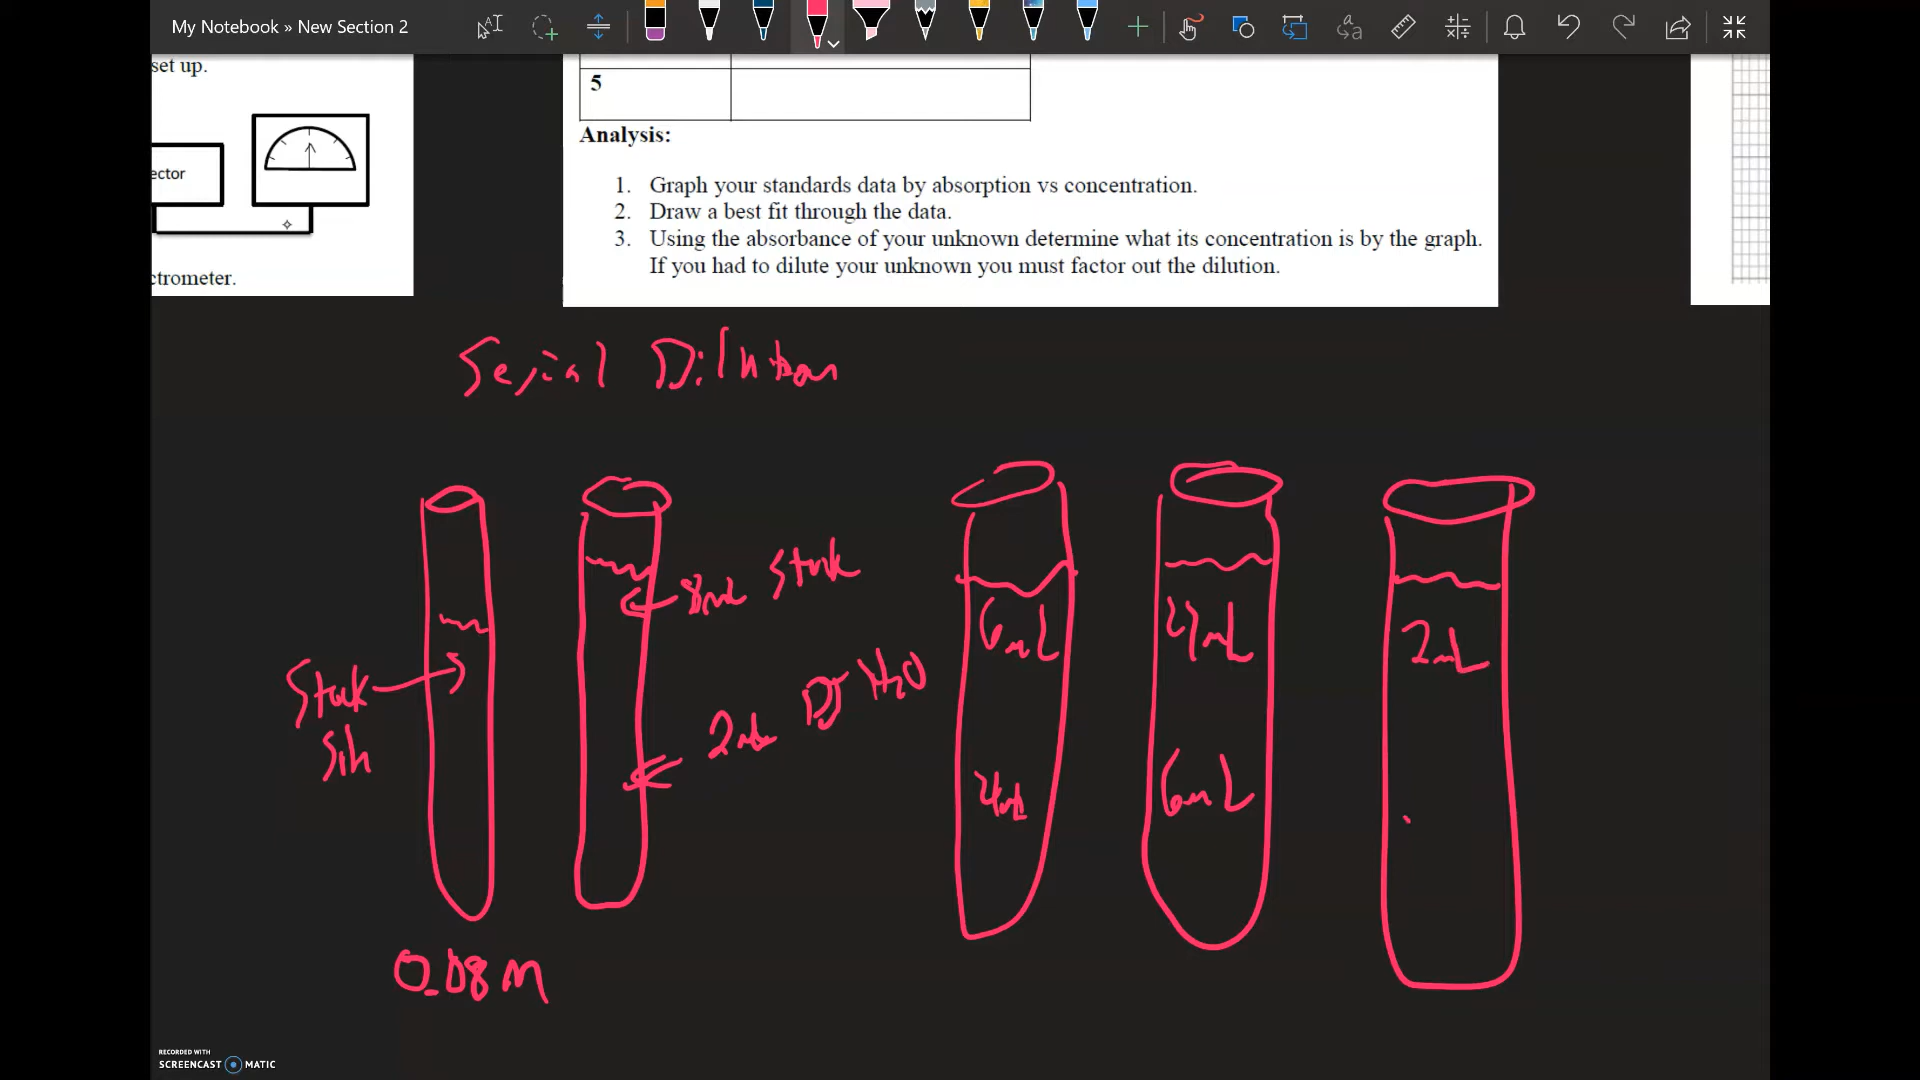 My Notebook » New Section 2
set up.
ector
ctrometer.
5
Analysis:
1. Graph your standards data by absorption vs concentration.
2. Draw a best fit through the data.
3. Using the absorbance of your unknown determine what its concentration is by the graph.
If you had to dilute your unknown you must factor out the dilution.
Serial Dilution
Stock
Sln
0.08 M
8mL Stock
2mL DI H2O
6mL
4mL
4mL
6mL
2mL
RECORDED WITH
SCREENCAST MATIC